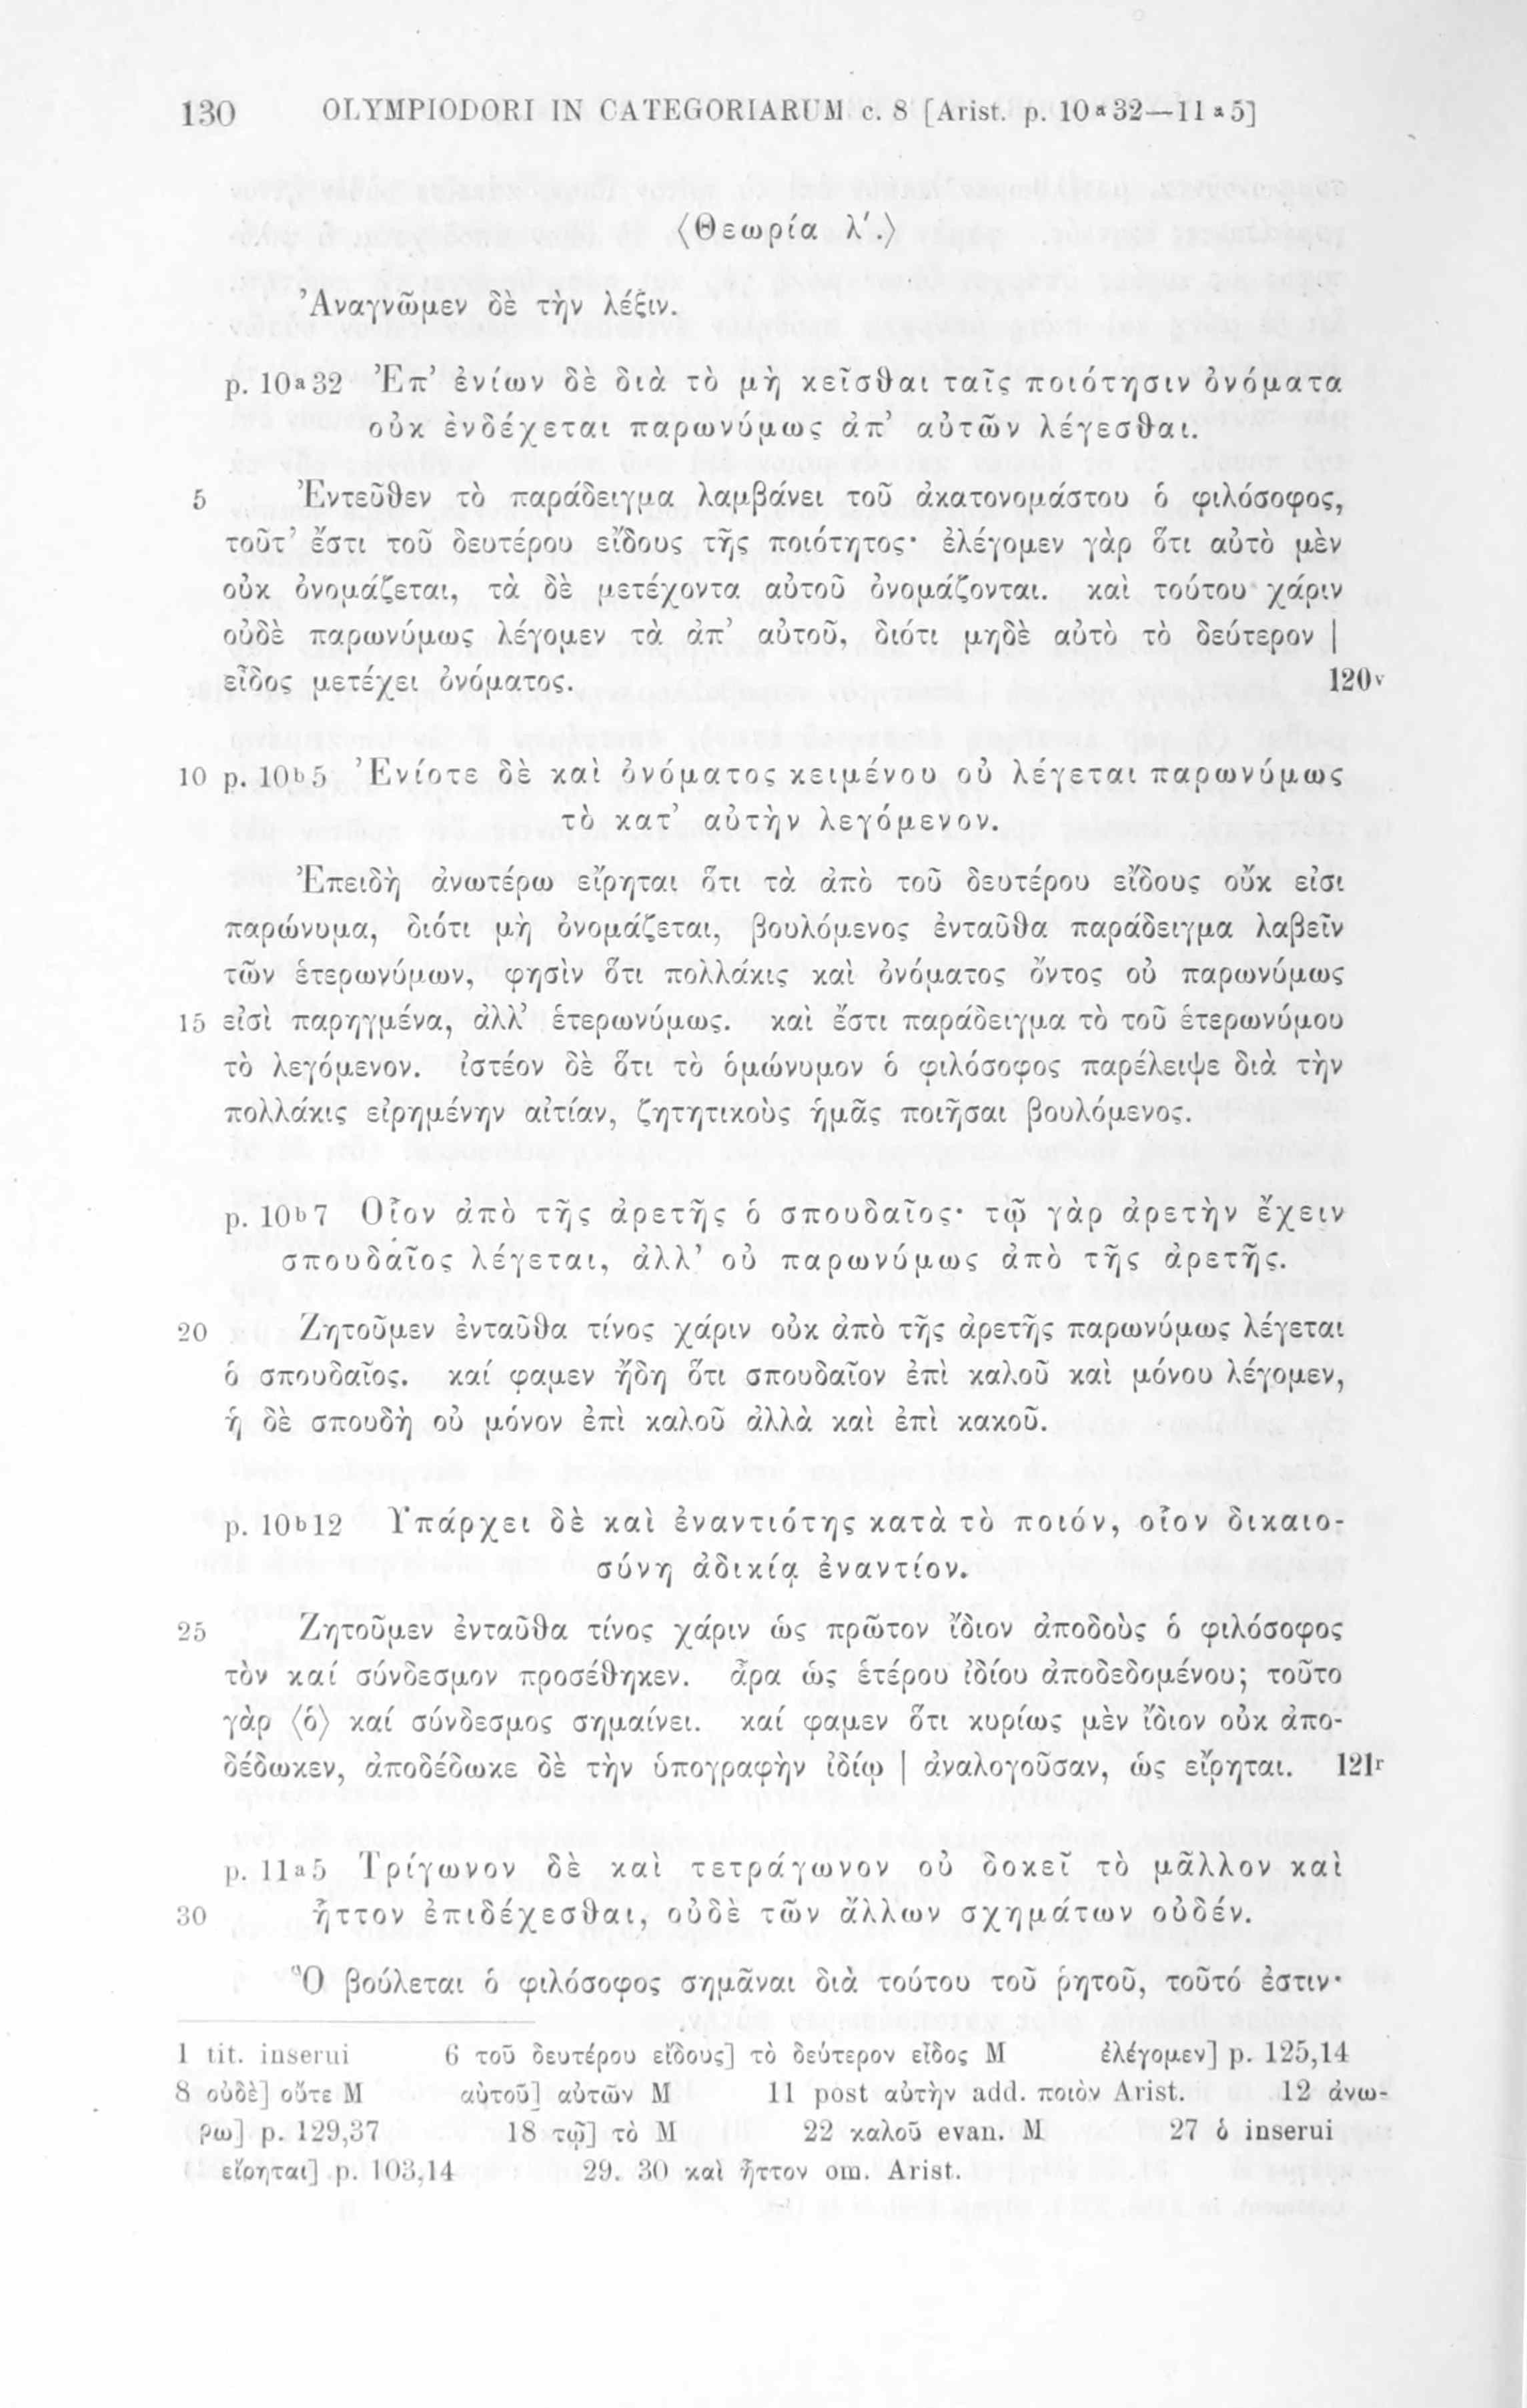 130 OLYMPIODORI IN CATEGORIARUM c. 8 [Arist. p. 10ª32—11ª5]
⟨Θεωρία λ′.⟩
Ἀναγνῶμεν δὲ τὴν λέξιν.
p. 10ª32 Ἐπ’ ἐνίων δὲ διὰ τὸ μὴ κεῖσθαι ταῖς ποιότησιν ὀνόματα
οὐκ ἐνδέχεται παρωνύμως ἀπ’ αὐτῶν λέγεσθαι.
5 Ἐντεῦθεν τὸ παράδειγμα λαμβάνει τοῦ ἀκατονομάστου ὁ φιλόσοφος,
τοῦτ’ ἔστι τοῦ δευτέρου εἴδους τῆς ποιότητος· ἐλέγομεν γὰρ ὅτι αὐτὸ μὲν
οὐκ ὀνομάζεται, τὰ δὲ μετέχοντα αὐτοῦ ὀνομάζονται. καὶ τούτου χάριν
οὐδὲ παρωνύμως λέγομεν τὰ ἀπ’ αὐτοῦ, διότι μηδὲ αὐτὸ τὸ δεύτερον |
εἶδος μετέχει ὀνόματος. 120v
10 p. 10b5 Ἐνίοτε δὲ καὶ ὀνόματος κειμένου οὐ λέγεται παρωνύμως
τὸ κατ’ αὐτὴν λεγόμενον.
Ἐπειδὴ ἀνωτέρω εἴρηται ὅτι τὰ ἀπὸ τοῦ δευτέρου εἴδους οὔκ εἰσι
παρώνυμα, διότι μὴ ὀνομάζεται, βουλόμενος ἐνταῦθα παράδειγμα λαβεῖν
τῶν ἑτερωνύμων, φησὶν ὅτι πολλάκις καὶ ὀνόματος ὄντος οὐ παρωνύμως
15 εἰσὶ παρηγμένα, ἀλλ’ ἑτερωνύμως. καὶ ἔστι παράδειγμα τὸ τοῦ ἑτερωνύμου
τὸ λεγόμενον. ἰστέον δὲ ὅτι τὸ ὁμώνυμον ὁ φιλόσοφος παρέλειψε διὰ τὴν
πολλάκις εἰρημένην αἰτίαν, ζητητικοὺς ἡμᾶς ποιῆσαι βουλόμενος.
p. 10b7 Οἷον ἀπὸ τῆς ἀρετῆς ὁ σπουδαῖος· τῷ γὰρ ἀρετὴν ἔχειν
σπουδαῖος λέγεται, ἀλλ’ οὐ παρωνύμως ἀπὸ τῆς ἀρετῆς.
20 Ζητοῦμεν ἐνταῦθα τίνος χάριν οὐκ ἀπὸ τῆς ἀρετῆς παρωνύμως λέγεται
ὁ σπουδαῖος. καί φαμεν ἤδη ὅτι σπουδαῖον ἐπὶ καλοῦ καὶ μόνου λέγομεν,
ἡ δὲ σπουδὴ οὐ μόνον ἐπὶ καλοῦ ἀλλὰ καὶ ἐπὶ κακοῦ.
p. 10b12 Ὑπάρχει δὲ καὶ ἐναντιότης κατὰ τὸ ποιόν, οἷον δικαιο-
σύνη ἀδικίᾳ ἐναντίον.
25 Ζητοῦμεν ἐνταῦθα τίνος χάριν ὡς πρῶτον ἴδιον ἀποδοὺς ὁ φιλόσοφος
τὸν καί σύνδεσμον προσέθηκεν. ἆρα ὡς ἑτέρου ἰδίου ἀποδεδομένου; τοῦτο
γὰρ ⟨ὁ⟩ καί σύνδεσμος σημαίνει. καί φαμεν ὅτι κυρίως μὲν ἴδιον οὐκ ἀπο-
δέδωκεν, ἀποδέδωκε δὲ τὴν ὑπογραφὴν ἰδίῳ | ἀναλογοῦσαν, ὡς εἴρηται. 121r
p. 11ª5 Τρίγωνον δὲ καὶ τετράγωνον οὐ δοκεῖ τὸ μᾶλλον καὶ
30 ἧττον ἐπιδέχεσθαι, οὐδὲ τῶν ἄλλων σχημάτων οὐδέν.
Ὃ βούλεται ὁ φιλόσοφος σημᾶναι διὰ τούτου τοῦ ῥητοῦ, τοῦτό ἐστιν·
1 tit. inserui 6 τοῦ δευτέρου εἴδους] τὸ δεύτερον εἶδος M ἐλέγομεν] p. 125,14
8 οὐδὲ] οὔτε M αὐτοῦ] αὐτῶν M 11 post αὐτὴν add. ποιὸν Arist. 12 ἀνω-
ρω] p. 129,37 18 τῷ] τὸ M 22 καλοῦ evan. M 27 ὁ inserui
εἴρηται] p. 103,14 29. 30 καὶ ἧττον om. Arist.